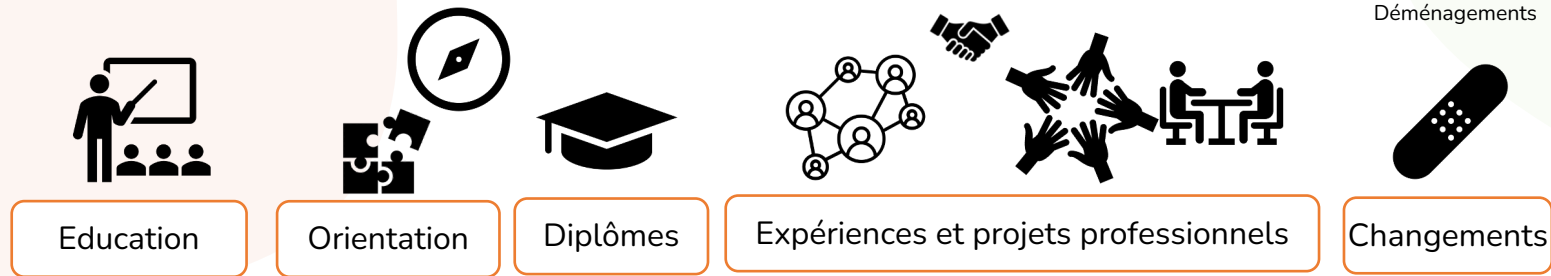 Déménagements
Education
Orientation
Diplômes
Expériences et projets professionnels
Changements